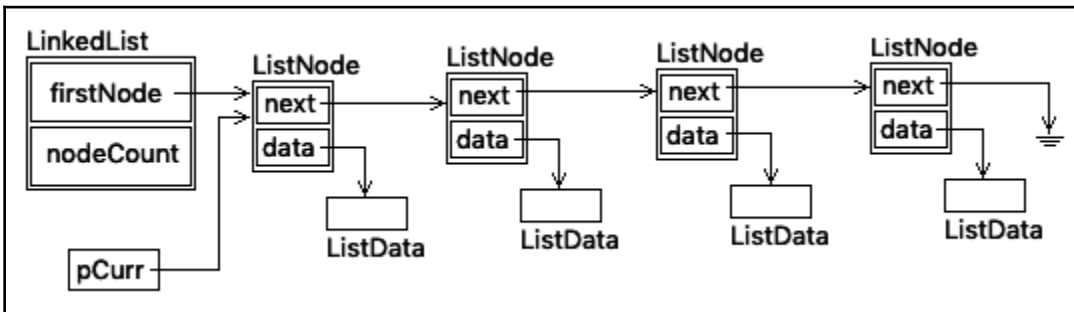 LinkedList
firstNode
nodeCount
pCurr
ListNode
next
data
ListData
ListNode
next
data
ListData
ListNode
next
data
ListData
ListNode
next
data
ListData